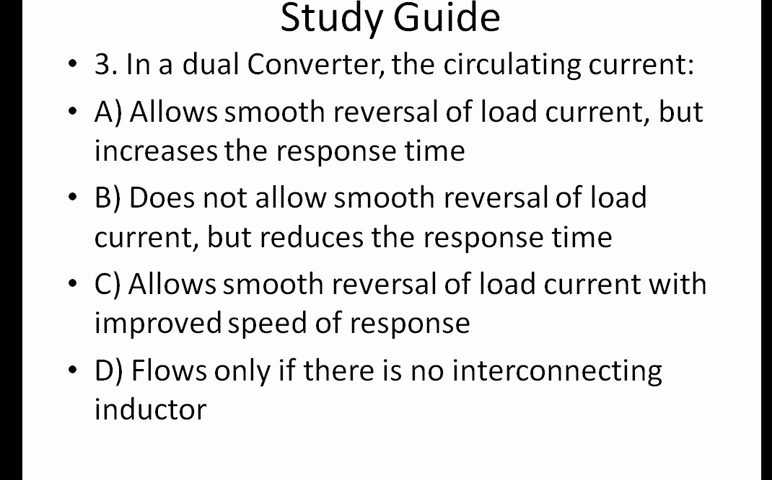 Study Guide
• 3. In a dual Converter, the circulating current:
• A) Allows smooth reversal of load current, but
increases the response time
• B) Does not allow smooth reversal of load
current, but reduces the response time
• C) Allows smooth reversal of load current with
improved speed of response
• D) Flows only if there is no interconnecting
inductor